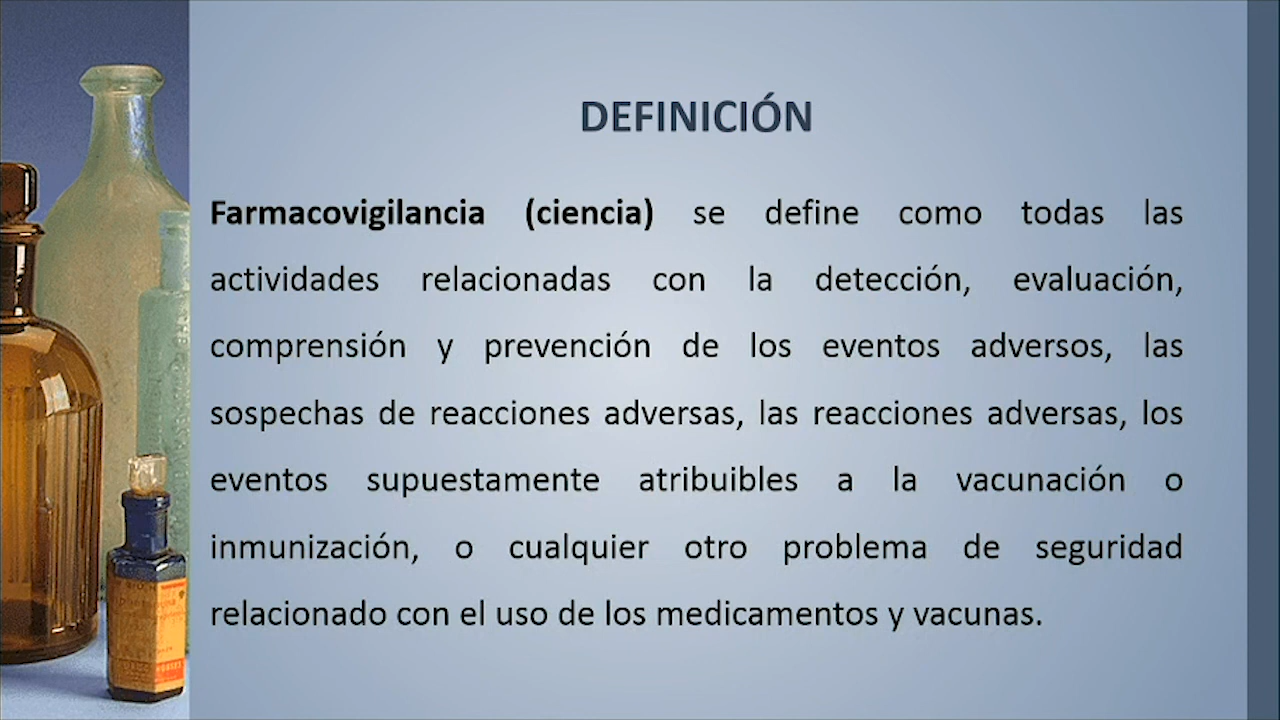 DEFINICIÓN
Farmacovigilancia (ciencia) se define como todas las
actividades relacionadas con la detección, evaluación,
comprensión y prevención de los eventos adversos, las
sospechas de reacciones adversas, las reacciones adversas, los
eventos supuestamente atribuibles a la vacunación o
inmunización, o cualquier otro problema de seguridad
relacionado con el uso de los medicamentos y vacunas.